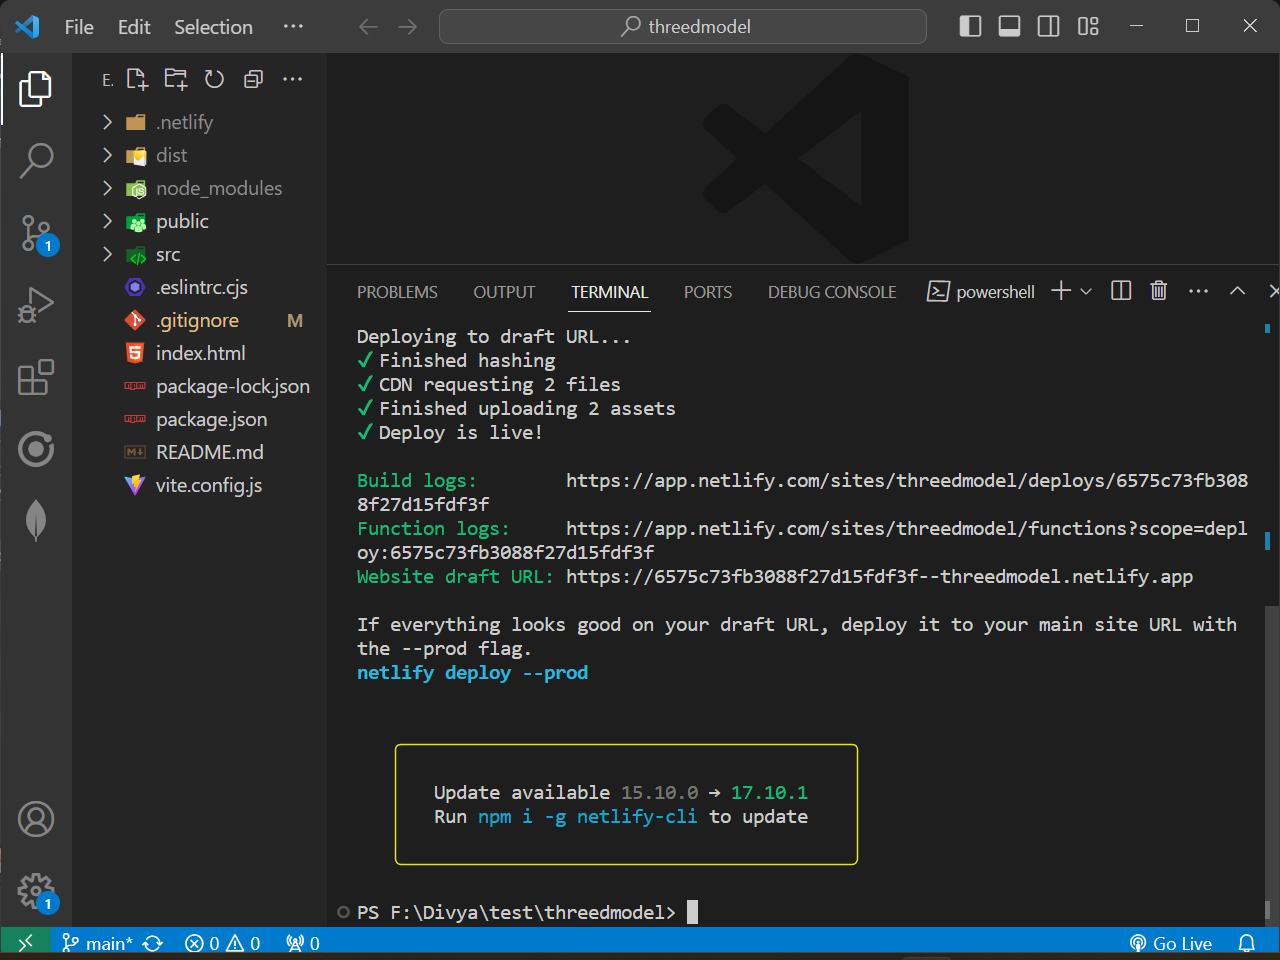 File Edit Selection ···
threedmodel
E.
.netlify
dist
node_modules
public
src
.eslintrc.cjs
.gitignore M
index.html
package-lock.json
package.json
README.md
vite.config.js
1
1
PROBLEMS OUTPUT TERMINAL PORTS DEBUG CONSOLE powershell
Deploying to draft URL...
✓ Finished hashing
✓ CDN requesting 2 files
✓ Finished uploading 2 assets
✓ Deploy is live!
Build logs: https://app.netlify.com/sites/threedmodel/deploys/6575c73fb308
8f27d15fdf3f
Function logs: https://app.netlify.com/sites/threedmodel/functions?scope=depl
oy:6575c73fb3088f27d15fdf3f
Website draft URL: https://6575c73fb3088f27d15fdf3f--threedmodel.netlify.app
If everything looks good on your draft URL, deploy it to your main site URL with
the --prod flag.
netlify deploy --prod
Update available 15.10.0 → 17.10.1
Run npm i -g netlify-cli to update
PS F:\Divya\test\threedmodel>
main* 0 0 0 Go Live